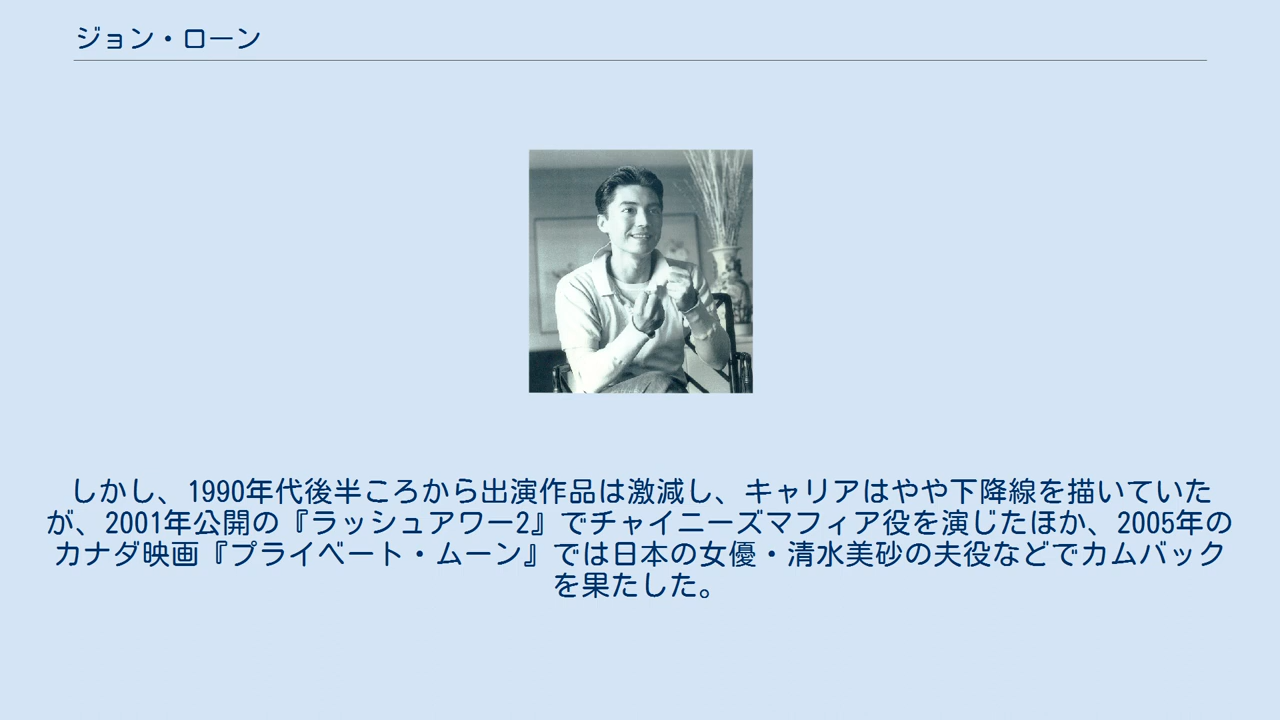 ジョン・ローン
しかし、1990年代後半ころから出演作品は激減し、キャリアはやや下降線を描いていた
が、2001年公開の『ラッシュアワー2』でチャイニーズマフィア役を演じたほか、2005年の
カナダ映画『プライベート・ムーン』では日本の女優・清水美砂の夫役などでカムバック
を果たした。